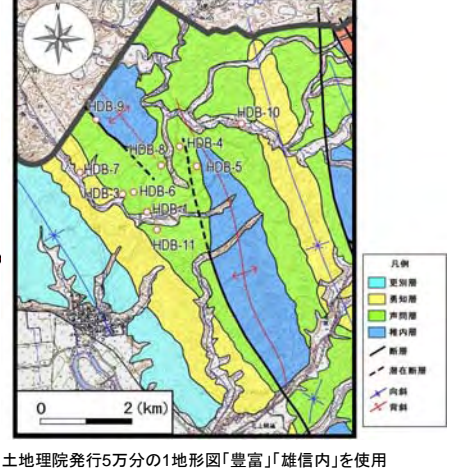 HDB-9
HDB-10
HDB-4
HDB-8
HDB-5
HDB-7
HDB-3
HDB-6
HDB-1
HDB-11
0 2 (km)
凡例
更別層
勇知層
声問層
稚内層
断層
潜在断層
向斜
背斜
土地理院発行5万分の1地形図「豊富」「雄信内」を使用